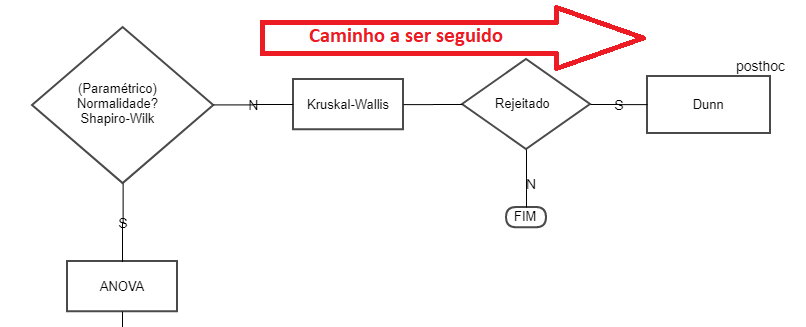 Caminho a ser seguido
posthoc
(Paramétrico)
Normalidade?
Shapiro-Wilk
N
Kruskal-Wallis
Rejeitado
S
Dunn
N
FIM
S
ANOVA